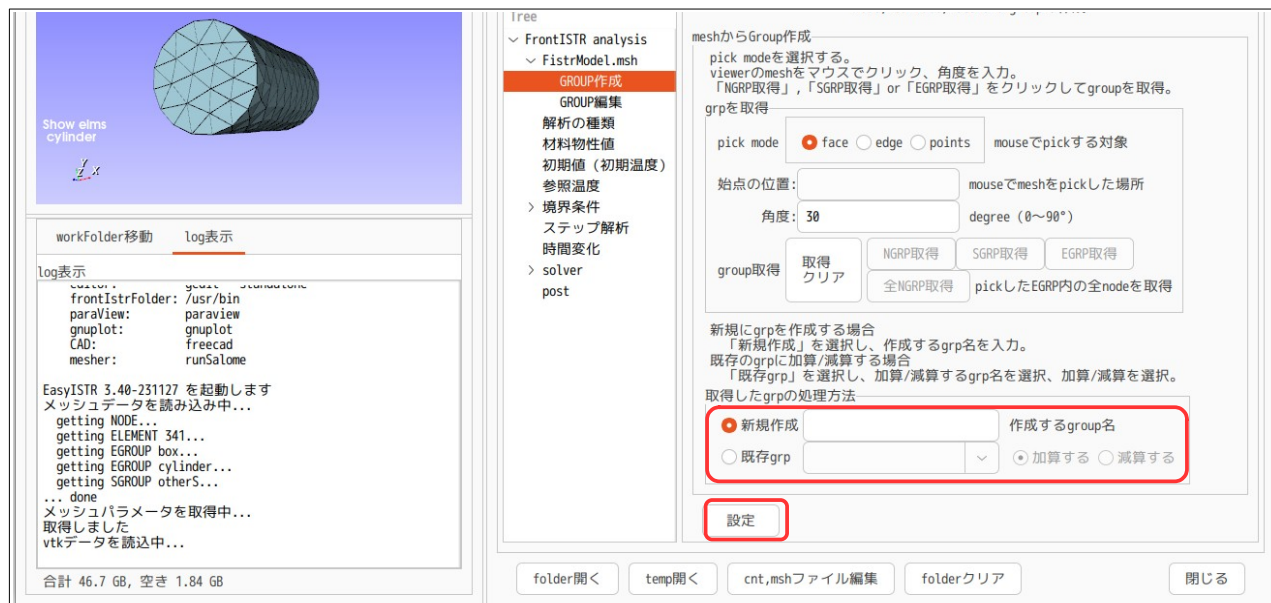 Show elms
cylinder
Y
Z X
workFolder移動 log表示
log表示
frontIstrFolder: /usr/bin
paraView: paraview
gnuplot: gnuplot
CAD: freecad
mesher: runSalome
EasyISTR 3.40-231127 を起動します
メッシュデータを読み込み中...
getting NODE...
getting ELEMENT 341...
getting EGROUP box...
getting EGROUP cylinder...
getting SGROUP otherS...
... done
メッシュパラメータを取得中...
取得しました
vtkデータを読込中...
合計 46.7 GB, 空き 1.84 GB
Tree
FrontISTR analysis
FistrModel.msh
GROUP作成
GROUP編集
解析の種類
材料物性値
初期値（初期温度）
参照温度
境界条件
ステップ解析
時間変化
solver
post
meshからGroup作成
pick modeを選択する。
viewerのmeshをマウスでクリック、角度を入力。
「NGRP取得」,「SGRP取得」or「EGRP取得」をクリックしてgroupを取得。
grpを取得
pick mode face edge points mouseでpickする対象
始点の位置: mouseでmeshをpickした場所
角度: 30 degree（0～90°）
group取得 取得 クリア NGRP取得 SGRP取得 EGRP取得
全NGRP取得 pickしたEGRP内の全nodeを取得
新規にgrpを作成する場合
「新規作成」を選択し、作成するgrp名を入力。
既存のgrpに加算/減算する場合
「既存grp」を選択し、加算/減算するgrp名を選択、加算/減算を選択。
取得したgrpの処理方法
新規作成 作成するgroup名
既存grp 加算する 減算する
設定
folder開く temp開く cnt,mshファイル編集 folderクリア 閉じる